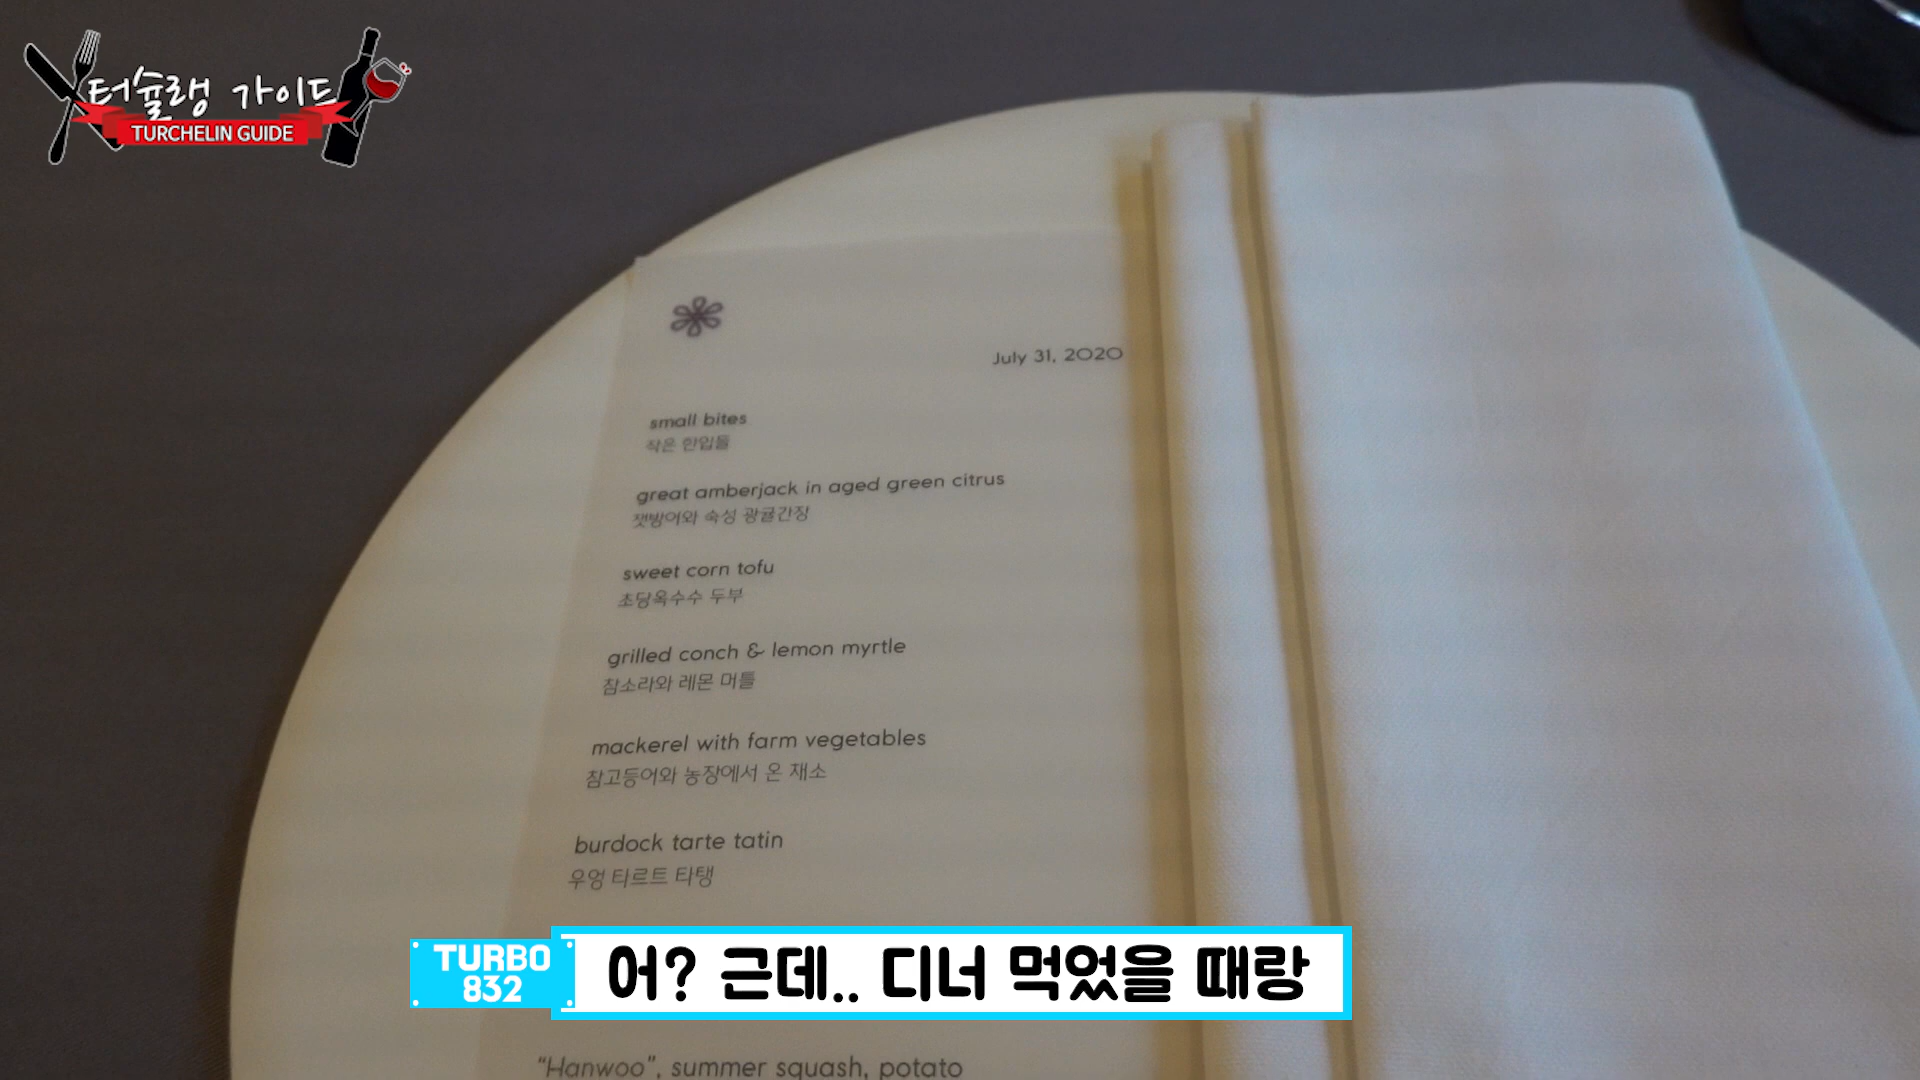 터슐랭 가이드
TURCHELIN GUIDE
July 31, 2020
small bites
작은 한입들
great amberjack in aged green citrus
잿방어와 숙성 광귤간장
sweet corn tofu
초당옥수수 두부
grilled conch & lemon myrtle
참소라와 레몬 머틀
mackerel with farm vegetables
참고등어와 농장에서 온 재소
burdock tarte tatin
우엉 타르트 타탱
TURBO
832
어? 근데.. 디너 먹었을 때랑
"Hanwoo", summer squash, potato